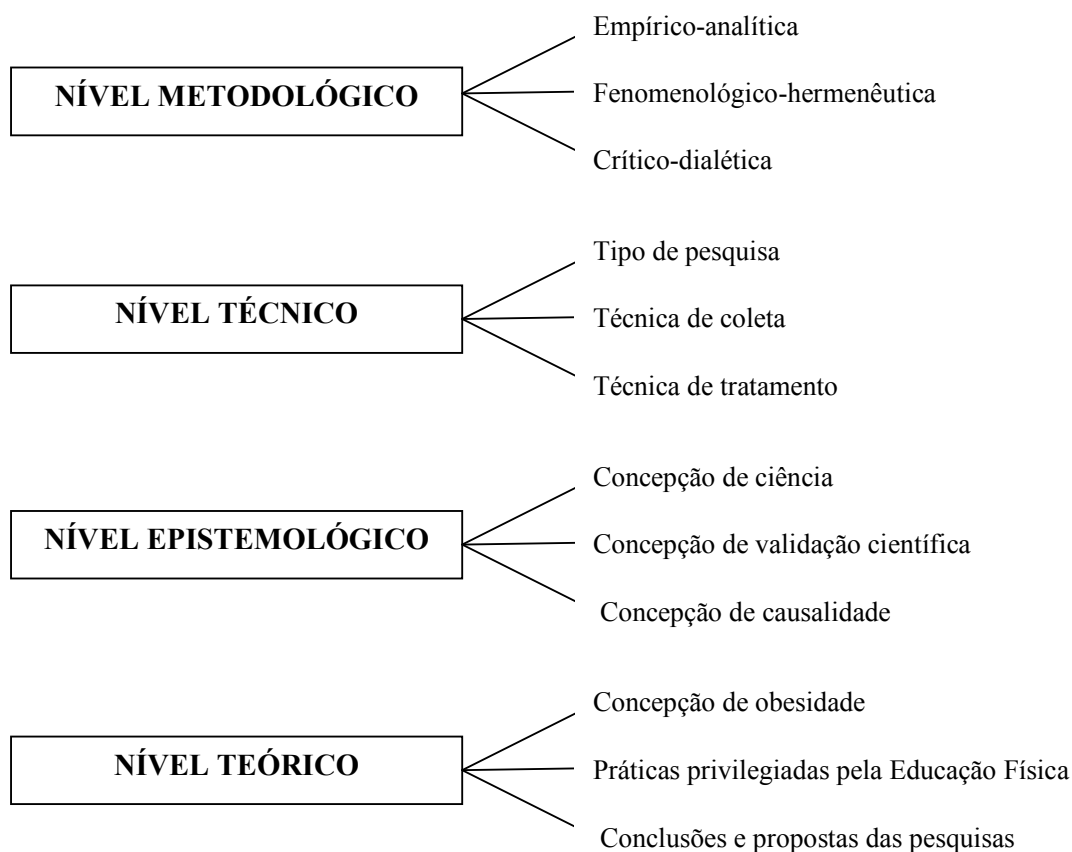 NÍVEL METODOLÓGICO
Empírico-analítica
Fenomenológico-hermenêutica
Crítico-dialética
NÍVEL TÉCNICO
Tipo de pesquisa
Técnica de coleta
Técnica de tratamento
NÍVEL EPISTEMOLÓGICO
Concepção de ciência
Concepção de validação científica
Concepção de causalidade
NÍVEL TEÓRICO
Concepção de obesidade
Práticas privilegiadas pela Educação Física
Conclusões e propostas das pesquisas